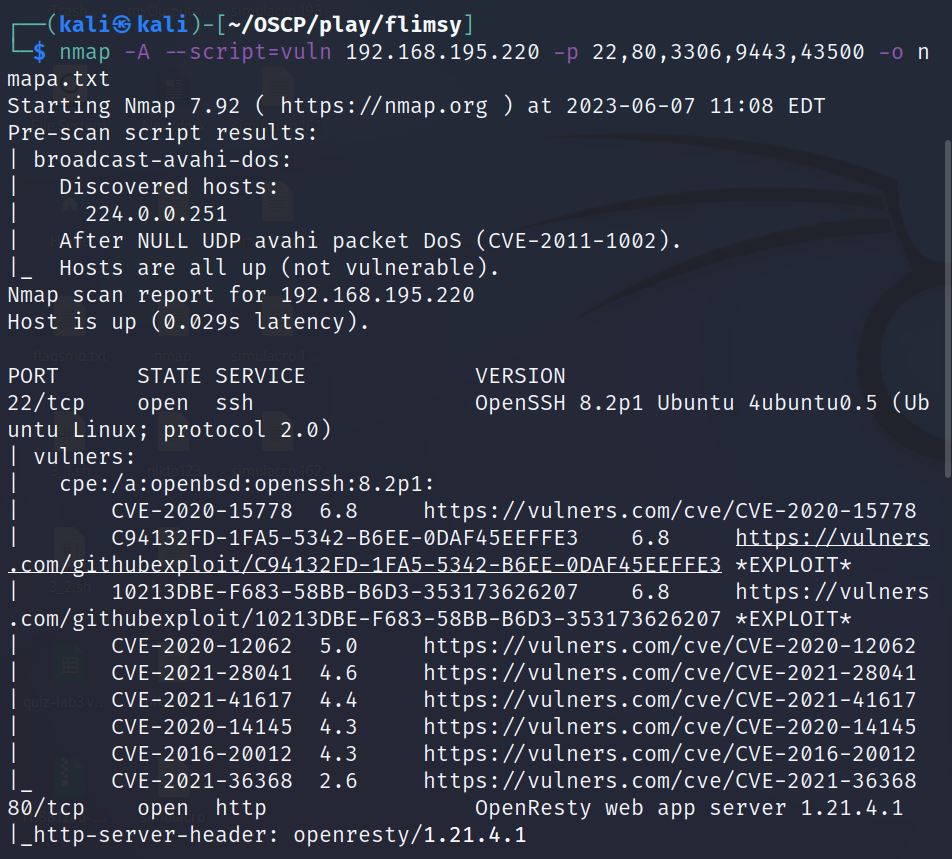 ┌──(kali㉿kali)-[~/OSCP/play/flimsy]
└─$ nmap -A --script=vuln 192.168.195.220 -p 22,80,3306,9443,43500 -o n
mapa.txt
Starting Nmap 7.92 ( https://nmap.org ) at 2023-06-07 11:08 EDT
Pre-scan script results:
| broadcast-avahi-dos:
|   Discovered hosts:
|     224.0.0.251
|   After NULL UDP avahi packet DoS (CVE-2011-1002).
|_  Hosts are all up (not vulnerable).
Nmap scan report for 192.168.195.220
Host is up (0.029s latency).

PORT      STATE SERVICE             VERSION
22/tcp    open  ssh                 OpenSSH 8.2p1 Ubuntu 4ubuntu0.5 (Ub
untu Linux; protocol 2.0)
| vulners:
|   cpe:/a:openbsd:openssh:8.2p1:
|       CVE-2020-15778  6.8     https://vulners.com/cve/CVE-2020-15778
|       C94132FD-1FA5-5342-B6EE-0DAF45EEFFE3    6.8     https://vulners
.com/githubexploit/C94132FD-1FA5-5342-B6EE-0DAF45EEFFE3 *EXPLOIT*
|       10213DBE-F683-58BB-B6D3-353173626207    6.8     https://vulners
.com/githubexploit/10213DBE-F683-58BB-B6D3-353173626207 *EXPLOIT*
|       CVE-2020-12062  5.0     https://vulners.com/cve/CVE-2020-12062
|       CVE-2021-28041  4.6     https://vulners.com/cve/CVE-2021-28041
|       CVE-2021-41617  4.4     https://vulners.com/cve/CVE-2021-41617
|       CVE-2020-14145  4.3     https://vulners.com/cve/CVE-2020-14145
|       CVE-2016-20012  4.3     https://vulners.com/cve/CVE-2016-20012
|_      CVE-2021-36368  2.6     https://vulners.com/cve/CVE-2021-36368
80/tcp    open  http                OpenResty web app server 1.21.4.1
|_http-server-header: openresty/1.21.4.1